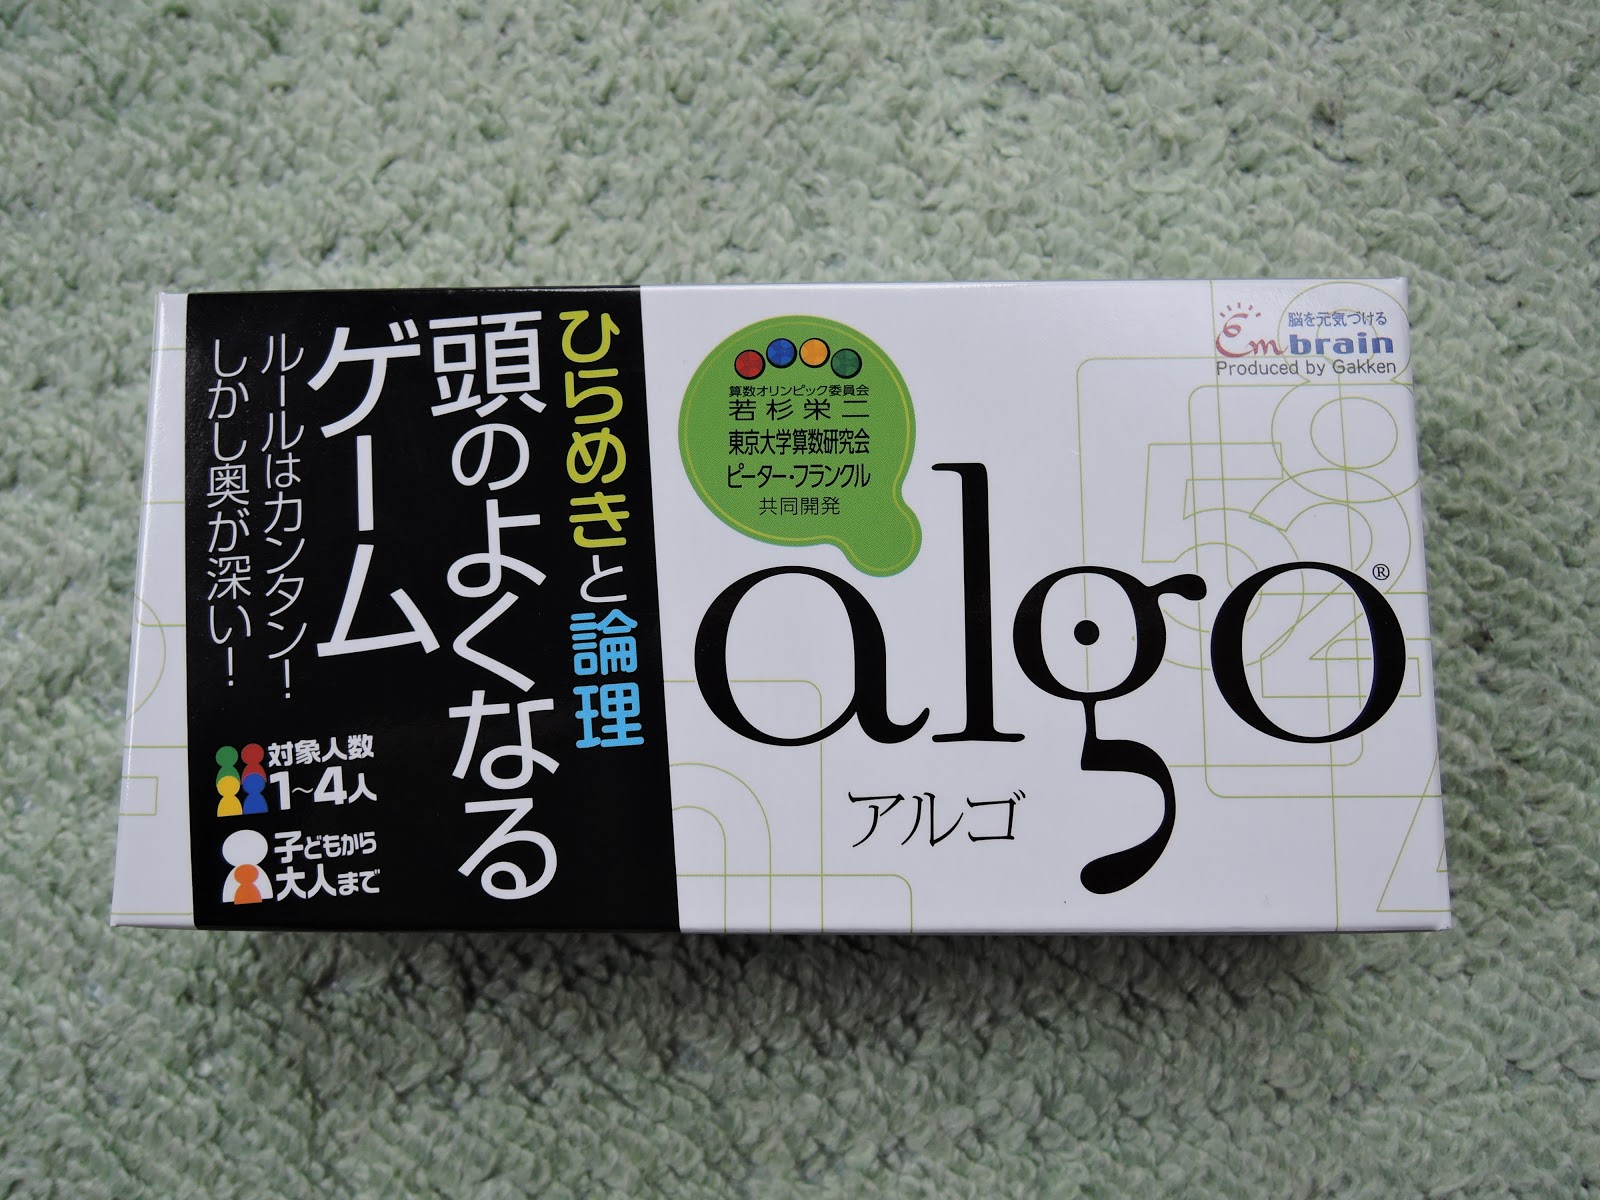 ひらめきと論理
頭のよくなる
ゲーム
ルールはカンタン!
しかし奥が深い!
対象人数
1~4人
子どもから
大人まで
算数オリンピック委員会
若杉栄二
東京大学算数研究会
ピーター・フランクル
共同開発
algo®
アルゴ
脳を元気づける
Em brain
Produced by Gakken
5
8
3
2
4